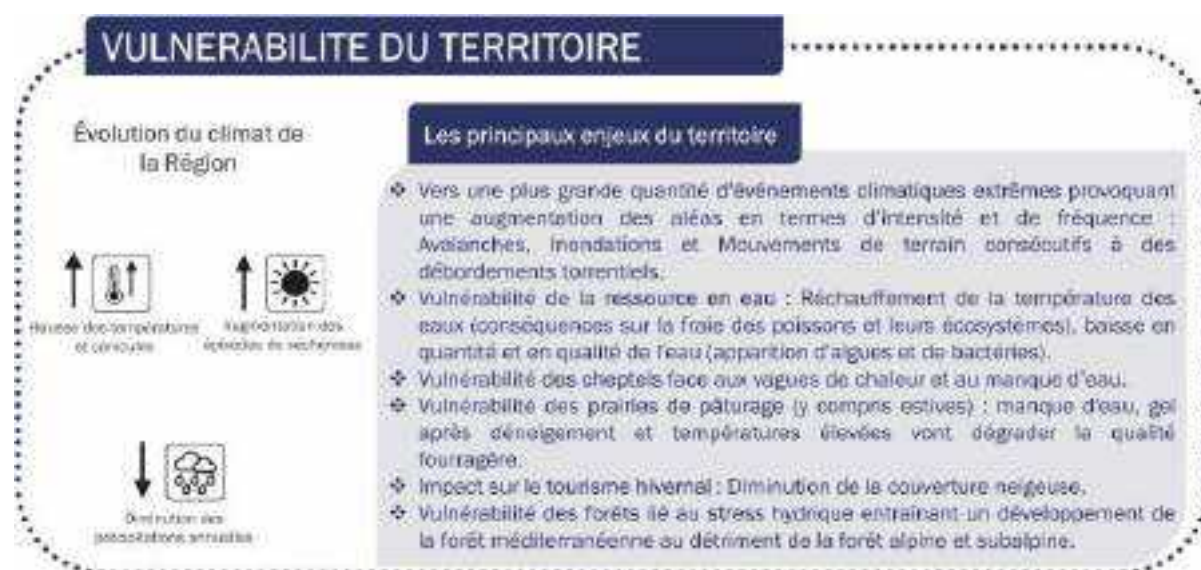 VULNERABILITE DU TERRITOIRE
Évolution du climat de
la Région
Hausse des températures
et canicules
Augmentation des
épisodes de sécheresse
Diminution des
précipitations annuelles
Les principaux enjeux du territoire
❖ Vers une plus grande quantité d'événements climatiques extrêmes provoquant
une augmentation des aléas en termes d'intensité et de fréquence :
Avalanches, Inondations et Mouvements de terrain consécutifs à des
débordements torrentiels.
❖ Vulnérabilité de la ressource en eau : Réchauffement de la température des
eaux (conséquences sur la fraie des poissons et leurs écosystèmes), baisse en
quantité et en qualité de l'eau (apparition d'algues et de bactéries).
❖ Vulnérabilité des cheptels face aux vagues de chaleur et au manque d'eau.
❖ Vulnérabilité des prairies de pâturage (y compris estives) : manque d'eau, gel
après déneigement et températures élevées vont dégrader la qualité
fourragère.
❖ Impact sur le tourisme hivernal : Diminution de la couverture neigeuse.
❖ Vulnérabilité des forêts lié au stress hydrique entrainant un développement de
la forêt méditerranéenne au détriment de la forêt alpine et subalpine.